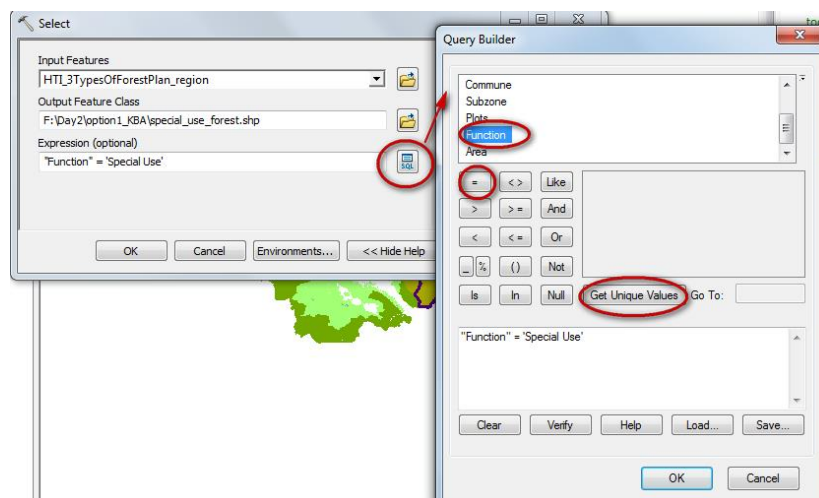 Select
Input Features
HTI_3TypesOfForestPlan_region
Output Feature Class
F:\Day2\option1_KBA\special_use_forest.shp
Expression (optional)
"Function" = 'Special Use'
SQL
OK Cancel Environments... << Hide Help
Query Builder
Commune
Subzone
Plots
Function
Area
= <> Like
> >= And
< <= Or
_ % () Not
Is In Null Get Unique Values Go To:
"Function" = 'Special Use'
Clear Verify Help Load... Save...
OK Cancel